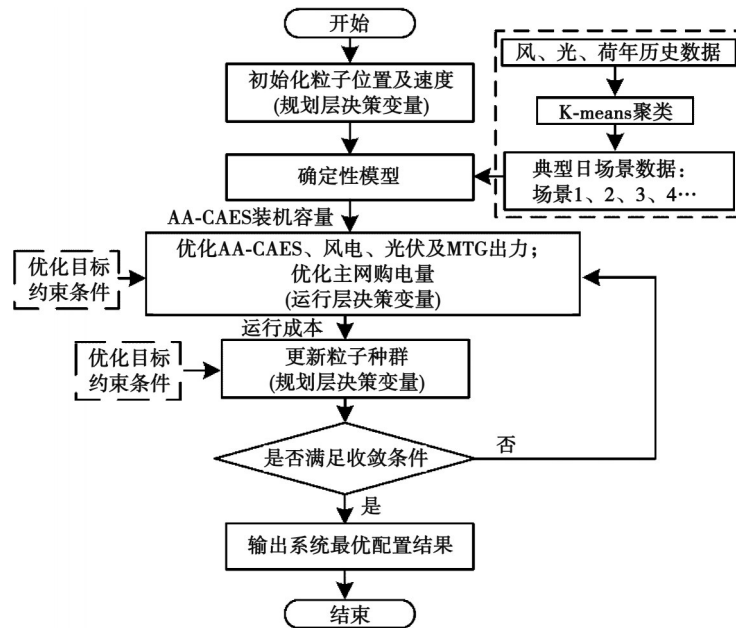 开始
初始化粒子位置及速度
(规划层决策变量)
风、光、荷年历史数据
K-means聚类
典型日场景数据：
场景1、2、3、4…
确定性模型
AA-CAES装机容量
优化目标
约束条件
优化AA-CAES、风电、光伏及MTG出力；
优化主网购电量
(运行层决策变量)
运行成本
优化目标
约束条件
更新粒子种群
(规划层决策变量)
是否满足收敛条件
否
是
输出系统最优配置结果
结束